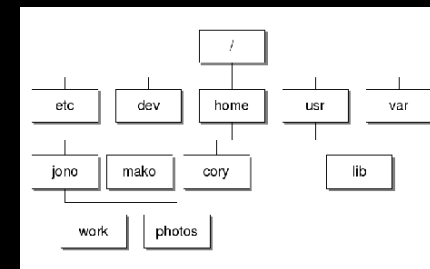 /
etc dev home usr var
jono mako cory lib
work photos